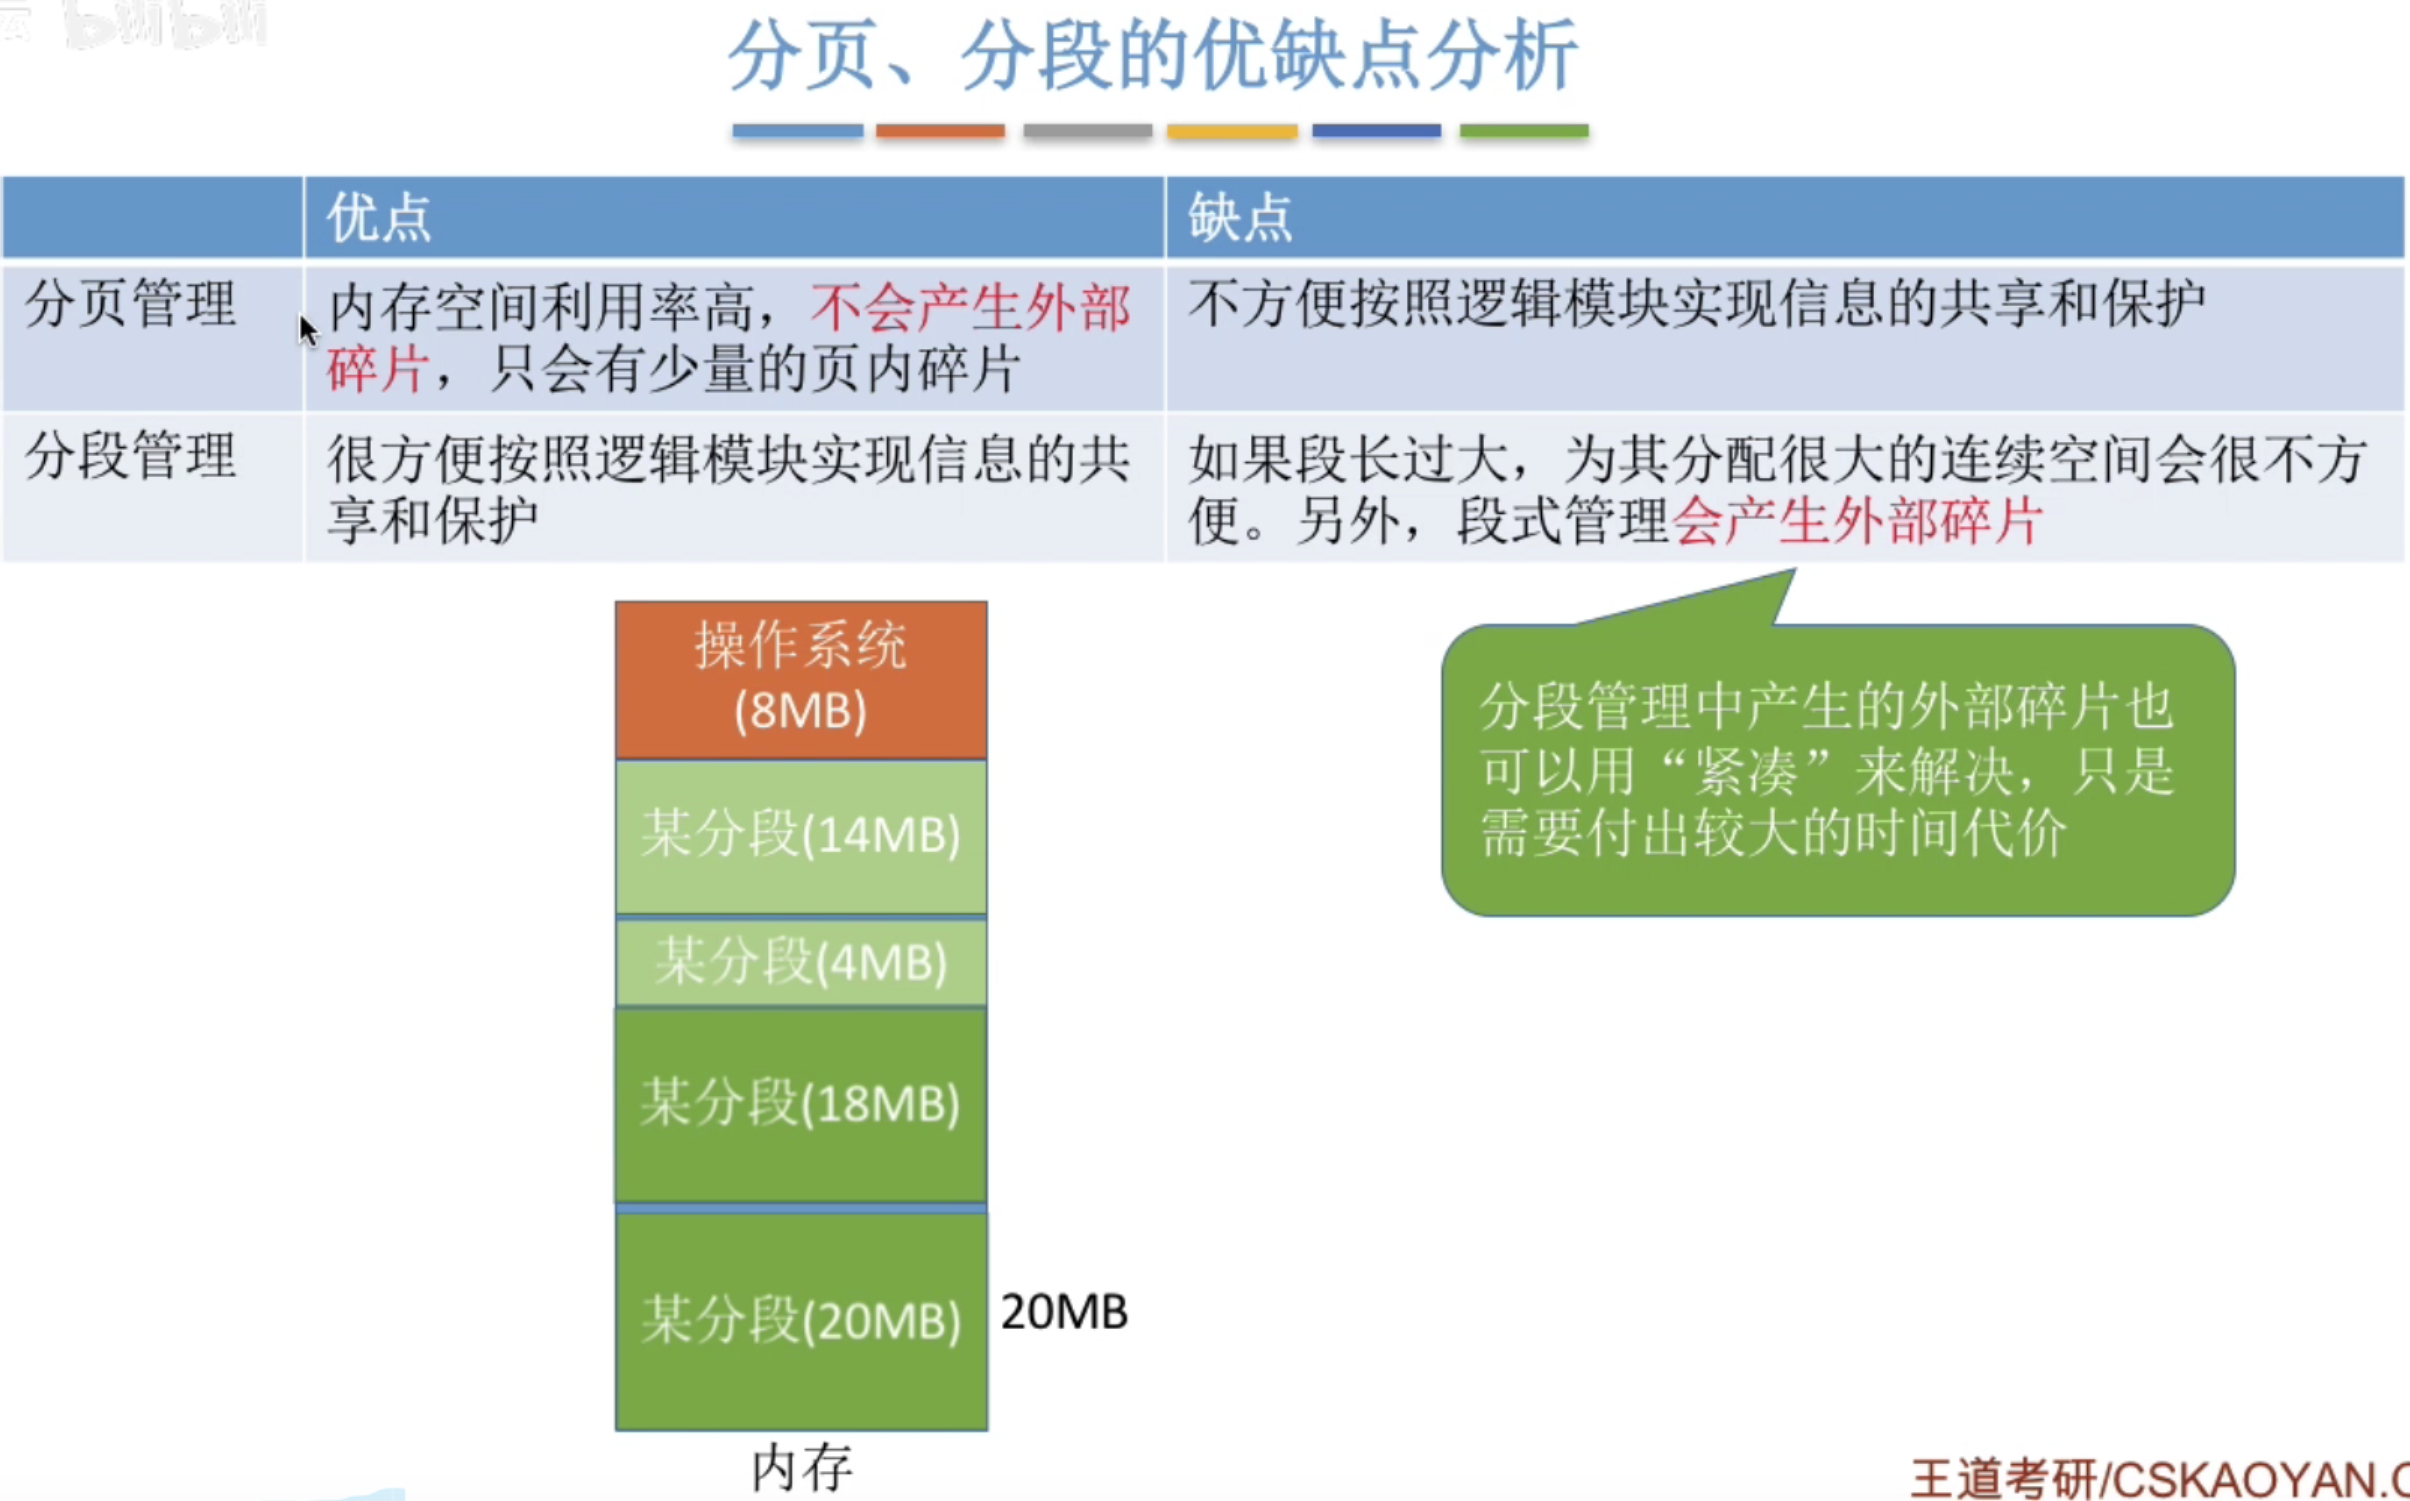 bilibili
分页、分段的优缺点分析
优点
缺点
分页管理
内存空间利用率高，不会产生外部
碎片，只会有少量的页内碎片
不方便按照逻辑模块实现信息的共享和保护
分段管理
很方便按照逻辑模块实现信息的共
享和保护
如果段长过大，为其分配很大的连续空间会很不方
便。另外，段式管理会产生外部碎片
操作系统
(8MB)
某分段(14MB)
某分段(4MB)
某分段(18MB)
某分段(20MB)
20MB
内存
分段管理中产生的外部碎片也
可以用“紧凑”来解决，只是
需要付出较大的时间代价
王道考研/CSKAOYAN.C